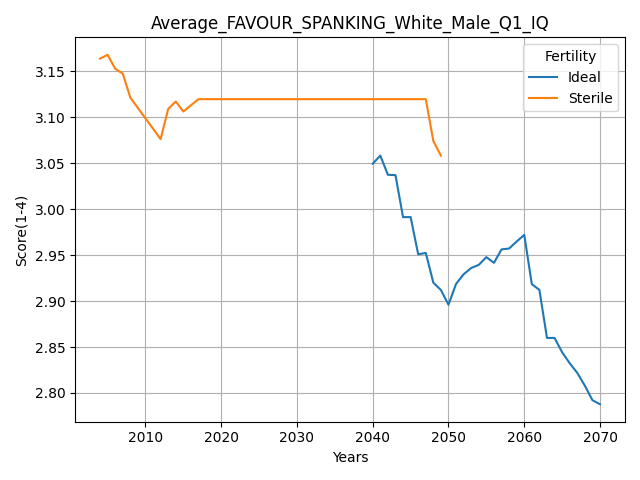 Average_FAVOUR_SPANKING_White_Male_Q1_IQ
Fertility
Ideal
Sterile
Score(1-4)
3.15
3.10
3.05
3.00
2.95
2.90
2.85
2.80
2010 2020 2030 2040 2050 2060 2070
Years